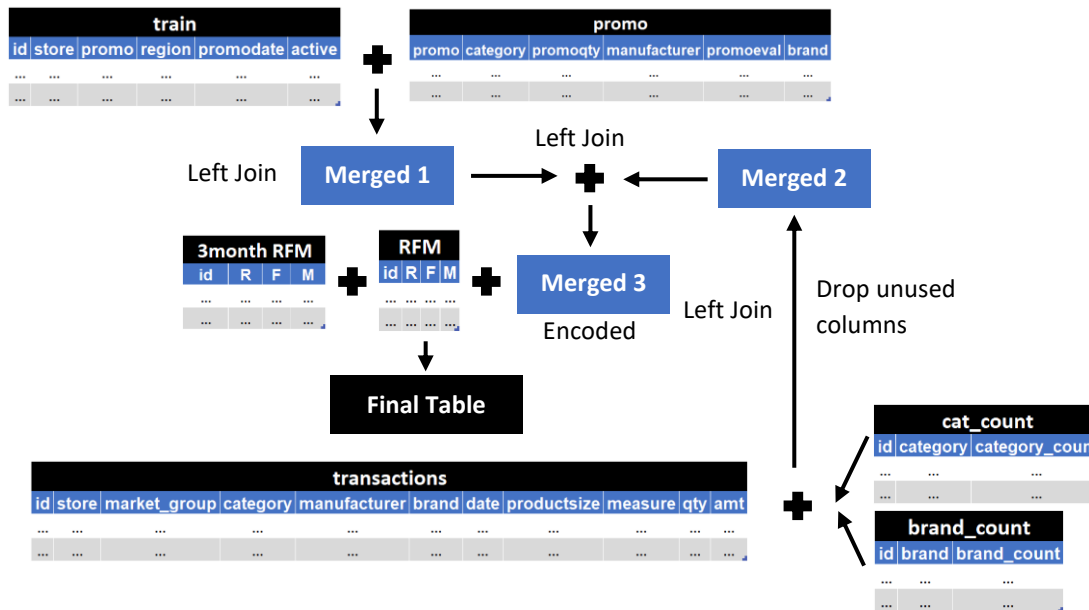 train
id store promo region promodate active
... ... ... ... ... ...
... ... ... ... ... ...
promo
promo category promoqty manufacturer promoeval brand
... ... ... ... ... ...
... ... ... ... ... ...
Left Join
Merged 1
Left Join
Merged 2
3month RFM
id R F M
... ... ... ...
... ... ... ...
RFM
id R F M
... ... ... ...
... ... ... ...
Merged 3
Encoded
Left Join
Drop unused
columns
Final Table
cat_count
id category category_count
... ... ...
... ... ...
transactions
id store market_group category manufacturer brand date productsize measure qty amt
... ... ... ... ... ... ... ... ... ... ...
... ... ... ... ... ... ... ... ... ... ...
brand_count
id brand brand_count
... ... ...
... ... ...